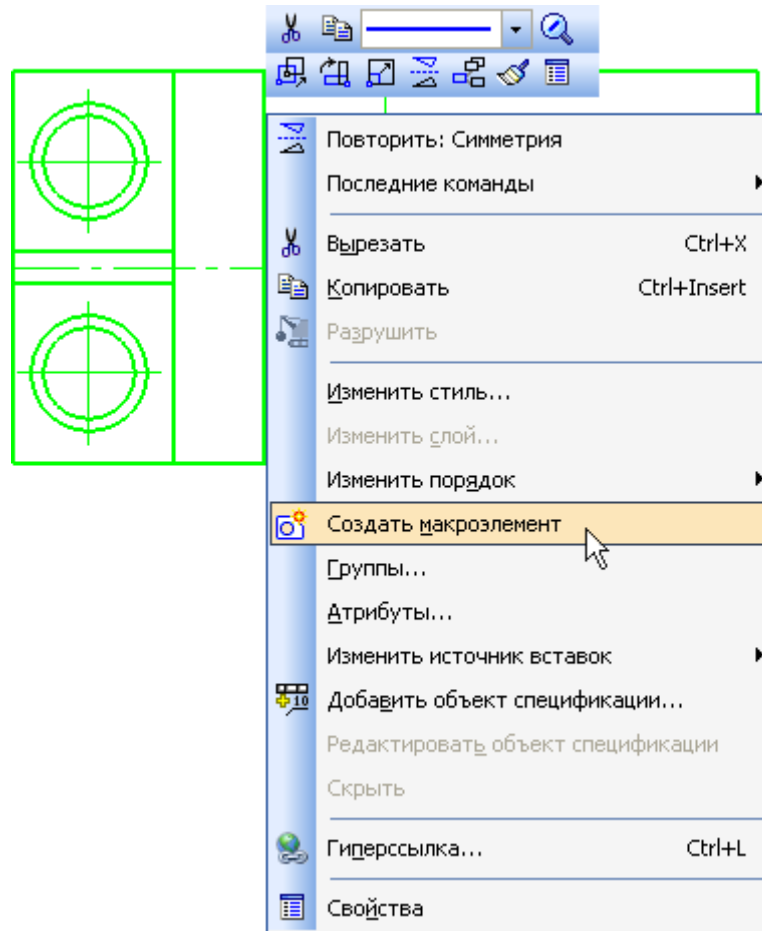 Повторить: Симметрия
Последние команды
Вырезать Ctrl+X
Копировать Ctrl+Insert
Разрушить
Изменить стиль...
Изменить слой...
Изменить порядок
Создать макроэлемент
Группы...
Атрибуты...
Изменить источник вставок
10 Добавить объект спецификации...
Редактировать объект спецификации
Скрыть
Гиперссылка... Ctrl+L
Свойства